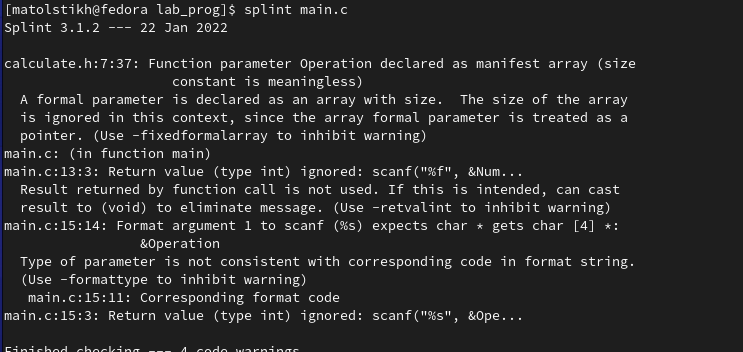 [matolstikh@fedora lab_prog]$ splint main.c
Splint 3.1.2 --- 22 Jan 2022
calculate.h:7:37: Function parameter Operation declared as manifest array (size
constant is meaningless)
A formal parameter is declared as an array with size.  The size of the array
is ignored in this context, since the array formal parameter is treated as a
pointer. (Use -fixedformalarray to inhibit warning)
main.c: (in function main)
main.c:13:3: Return value (type int) ignored: scanf("%f", &Num...
Result returned by function call is not used. If this is intended, can cast
result to (void) to eliminate message. (Use -retvalint to inhibit warning)
main.c:15:14: Format argument 1 to scanf (%s) expects char * gets char [4] *:
&Operation
Type of parameter is not consistent with corresponding code in format string.
(Use -formattype to inhibit warning)
main.c:15:11: Corresponding format code
main.c:15:3: Return value (type int) ignored: scanf("%s", &Ope...
Finished checking --- 4 code warnings